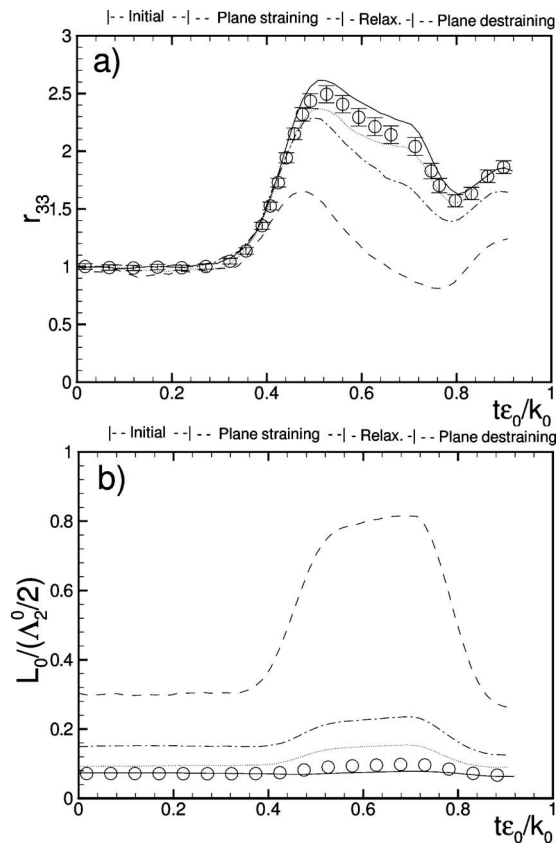 |- - Initial - -|- - Plane straining - - -|- - Relax. - -|- - Plane destraining
a)
3
2.5
2
1.5
1
0.5
0
r33
0 0.2 0.4 0.6 0.8 1
tε0/k0
|- - Initial - -|- - Plane straining - - -|- - Relax. - -|- - Plane destraining
b)
1
0.8
0.6
0.4
0.2
0
L0/(Λ2^0/2)
0 0.2 0.4 0.6 0.8 1
tε0/k0